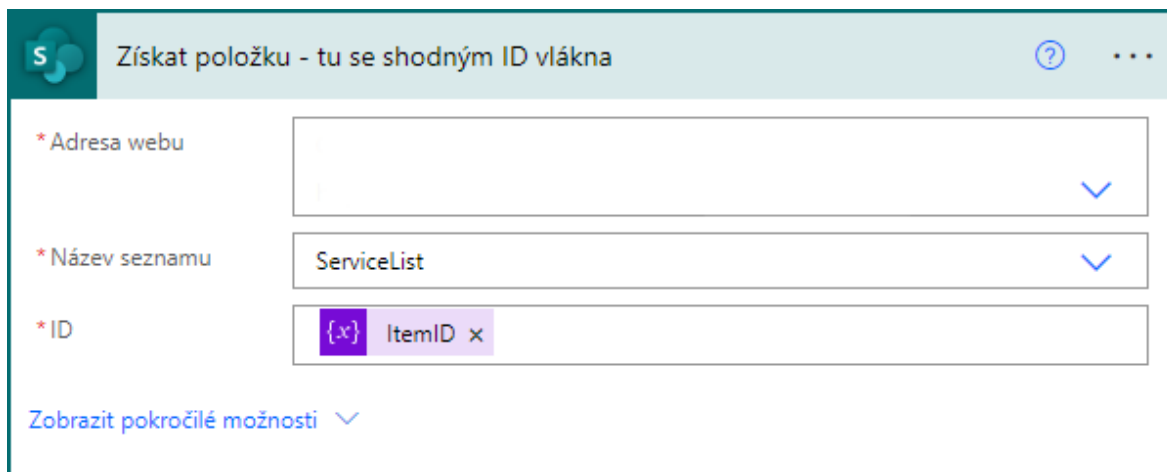 S
Získat položku - tu se shodným ID vlákna
?
...
* Adresa webu
* Název seznamu
ServiceList
* ID
{x} ItemID ×
Zobrazit pokročilé možnosti